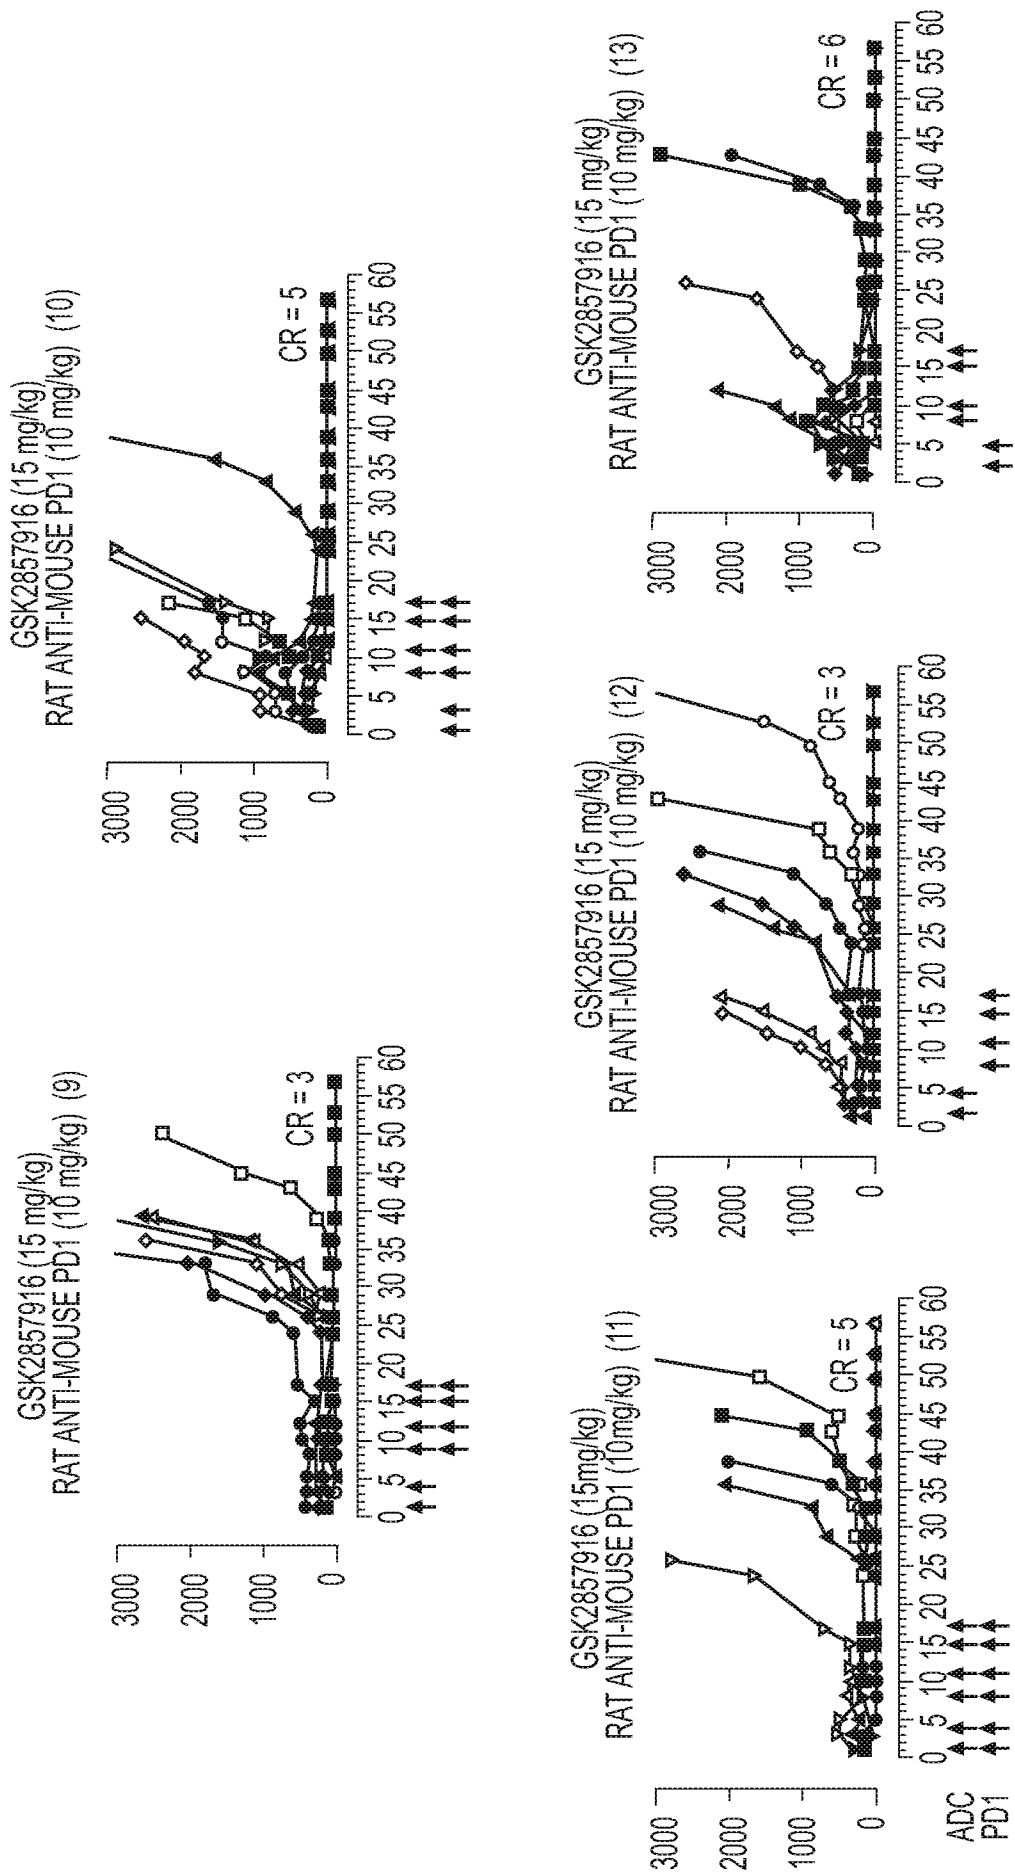 GSK2857916 (15 mg/kg)
RAT ANTI-MOUSE PD1 (10 mg/kg) (9)
3000
2000
1000
0
CR = 3
0 5 10 15 20 25 30 35 40 45 50 55 60
GSK2857916 (15 mg/kg)
RAT ANTI-MOUSE PD1 (10 mg/kg) (10)
3000
2000
1000
0
CR = 5
0 5 10 15 20 25 30 35 40 45 50 55 60
GSK2857916 (15mg/kg)
RAT ANTI-MOUSE PD1 (10mg/kg) (11)
3000
2000
1000
0
CR = 5
0 5 10 15 20 25 30 35 40 45 50 55 60
ADC
PD1
GSK2857916 (15 mg/kg)
RAT ANTI-MOUSE PD1 (10 mg/kg) (12)
3000
2000
1000
0
CR = 3
0 5 10 15 20 25 30 35 40 45 50 55 60
GSK2857916 (15 mg/kg)
RAT ANTI-MOUSE PD1 (10 mg/kg) (13)
3000
2000
1000
0
CR = 6
0 5 10 15 20 25 30 35 40 45 50 55 60